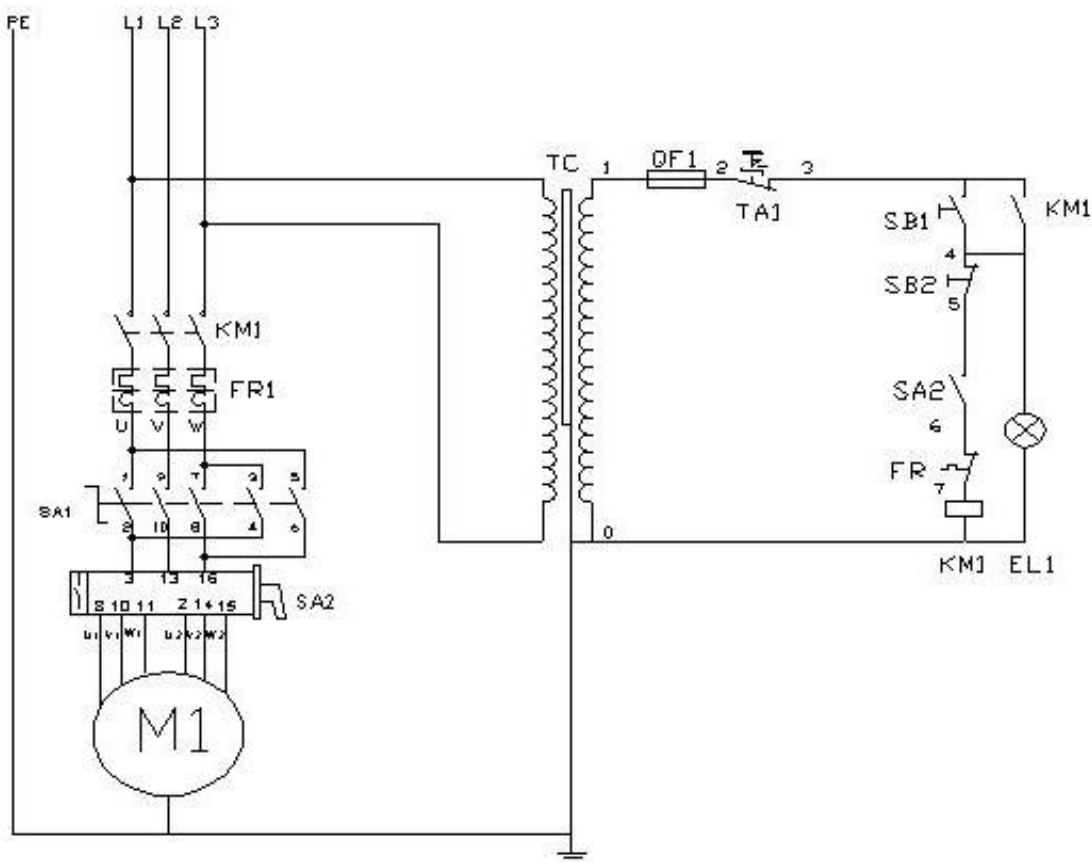 PE L1 L2 L3
TC 1 QF1 2 3
TA1
SB1 KM1
4
SB2
5
KM1
SA2
6
FR1
U V W
FR
7
1 9 7 3 5
SA1
2 10 8 4 6
0
KM1 EL1
3 13 16
SA2
8 10 11 2 14 15
U1 V1 W1 U2 V2 W2
M1